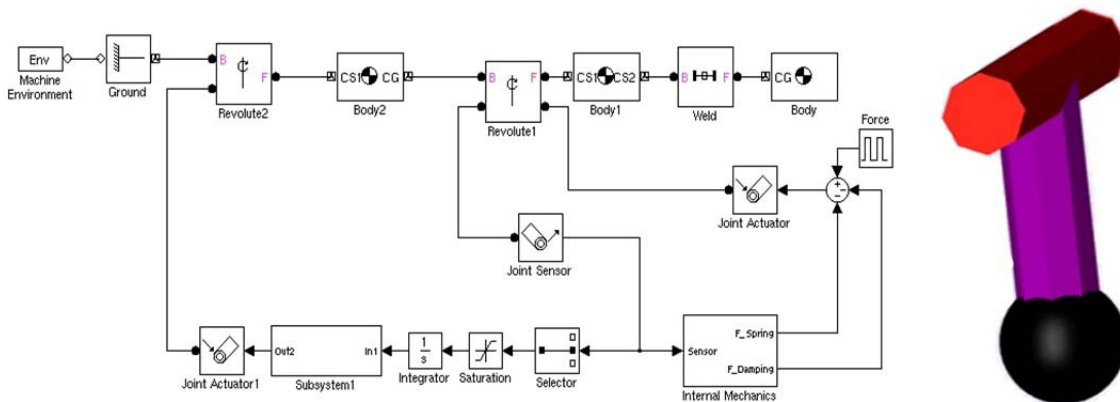 Env
Machine
Environment
Ground
B
F
Revolute2
CS1
CG
Body2
B
F
Revolute1
CS1
CS2
Body1
B
F
Weld
CG
Body
Force
Joint Actuator
Joint Sensor
Joint Actuator1
Out2
In1
Subsystem1
1
s
Integrator
Saturation
Selector
Sensor
F_Spring
F_Damping
Internal Mechanics